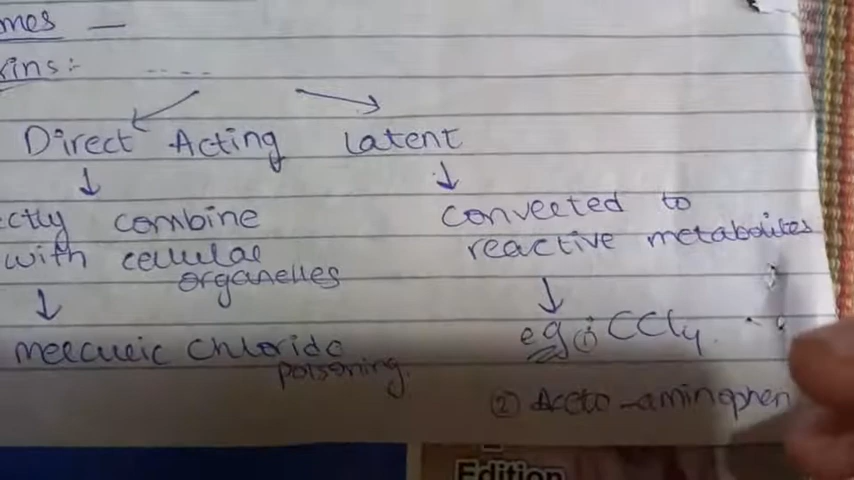 mes —
xins:-
Direct Acting Latent
ctly combine
with cellular
organelles
converted to
reactive metabolites
mercuric chloride
poisoning.
eg ① CCl4
② Aceto-aminophen
Edition